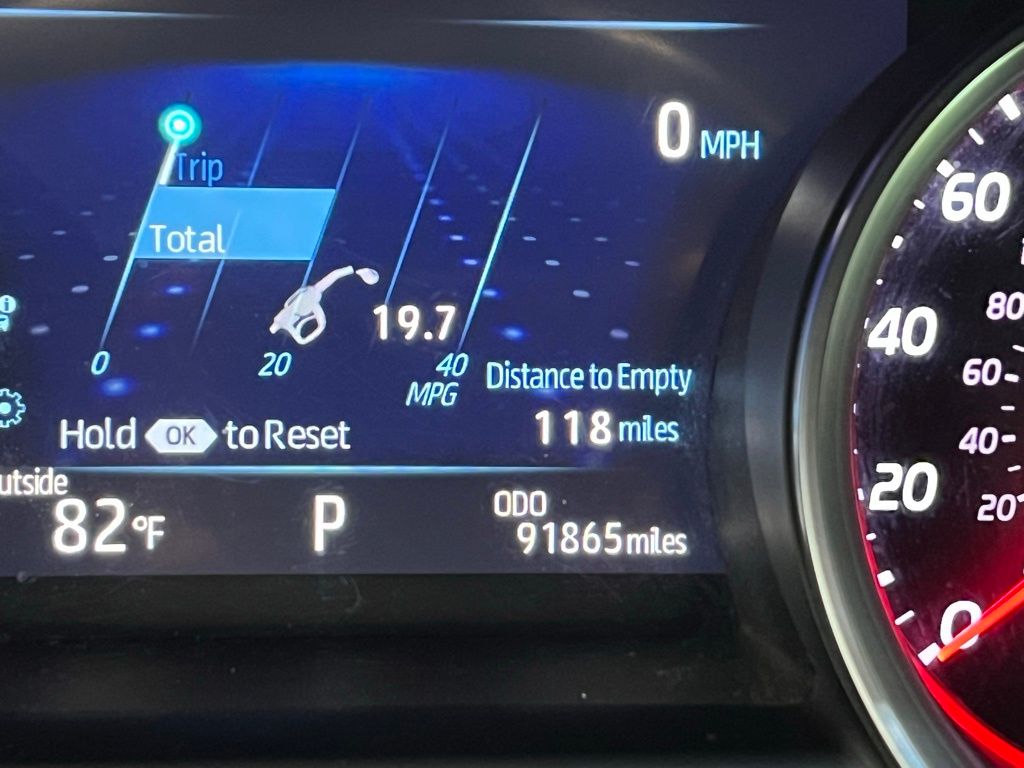 0 MPH
Trip
Total
19.7
0 20 40
MPG
Distance to Empty
118 miles
Hold OK to Reset
utside
82°F
P
ODO
91865 miles
60
80
40
60
40
20
20
0